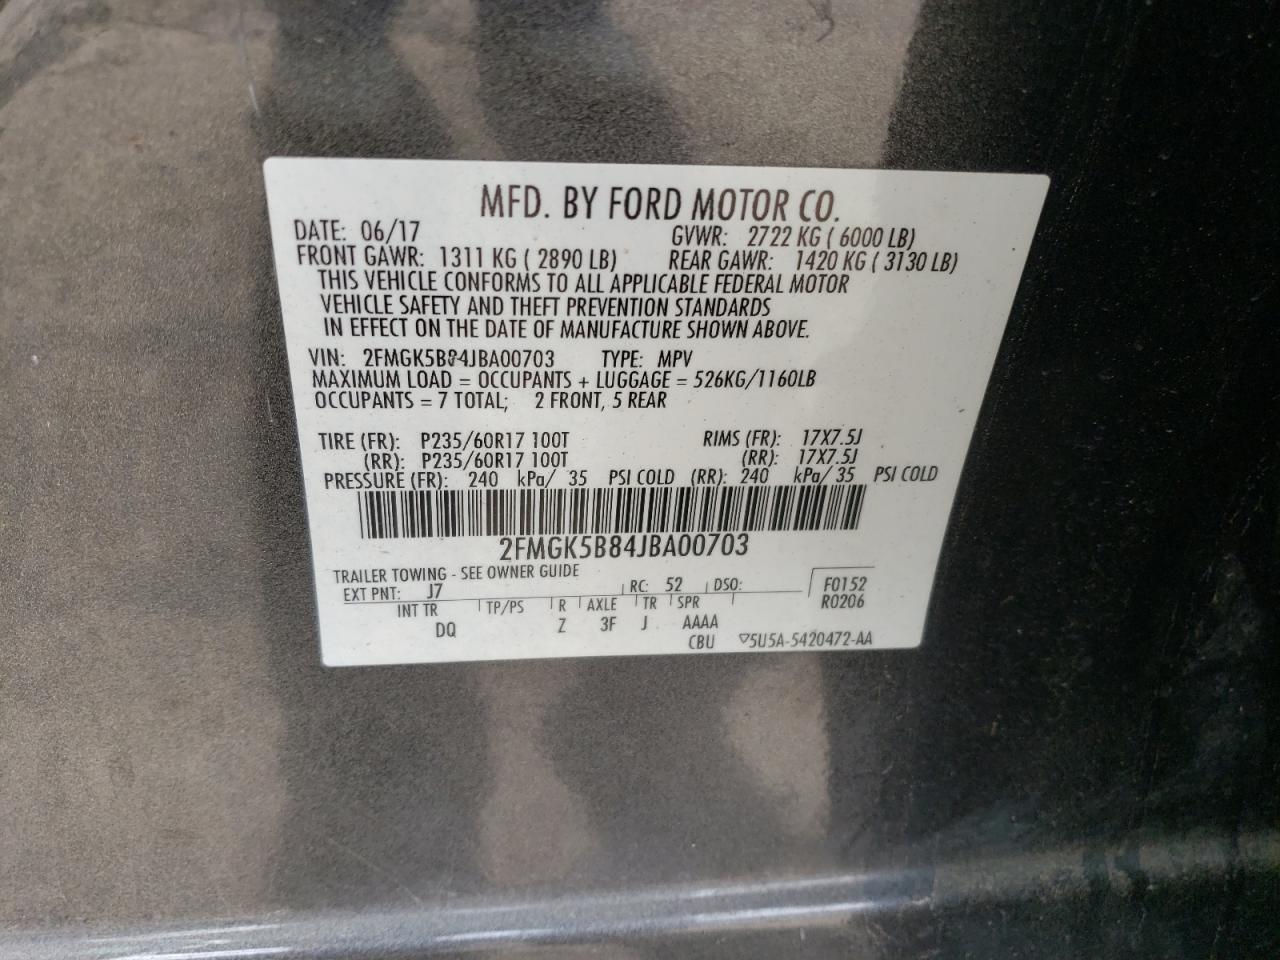 MFD. BY FORD MOTOR CO.
DATE: 06/17 GVWR: 2722 KG ( 6000 LB)
FRONT GAWR: 1311 KG ( 2890 LB) REAR GAWR: 1420 KG ( 3130 LB)
THIS VEHICLE CONFORMS TO ALL APPLICABLE FEDERAL MOTOR
VEHICLE SAFETY AND THEFT PREVENTION STANDARDS
IN EFFECT ON THE DATE OF MANUFACTURE SHOWN ABOVE.
VIN: 2FMGK5B84JBA00703 TYPE: MPV
MAXIMUM LOAD = OCCUPANTS + LUGGAGE = 526KG/1160LB
OCCUPANTS = 7 TOTAL; 2 FRONT, 5 REAR
TIRE (FR): P235/60R17 100T RIMS (FR): 17X7.5J
(RR): P235/60R17 100T (RR): 17X7.5J
PRESSURE (FR): 240 kPa/ 35 PSI COLD (RR): 240 kPa/ 35 PSI COLD
2FMGK5B84JBA00703
TRAILER TOWING - SEE OWNER GUIDE
EXT PNT: J7 RC: 52 DSO: F0152
INT TR TP/PS R AXLE TR SPR R0206
DQ Z 3F J AAAA
CBU ▽5U5A-5420472-AA